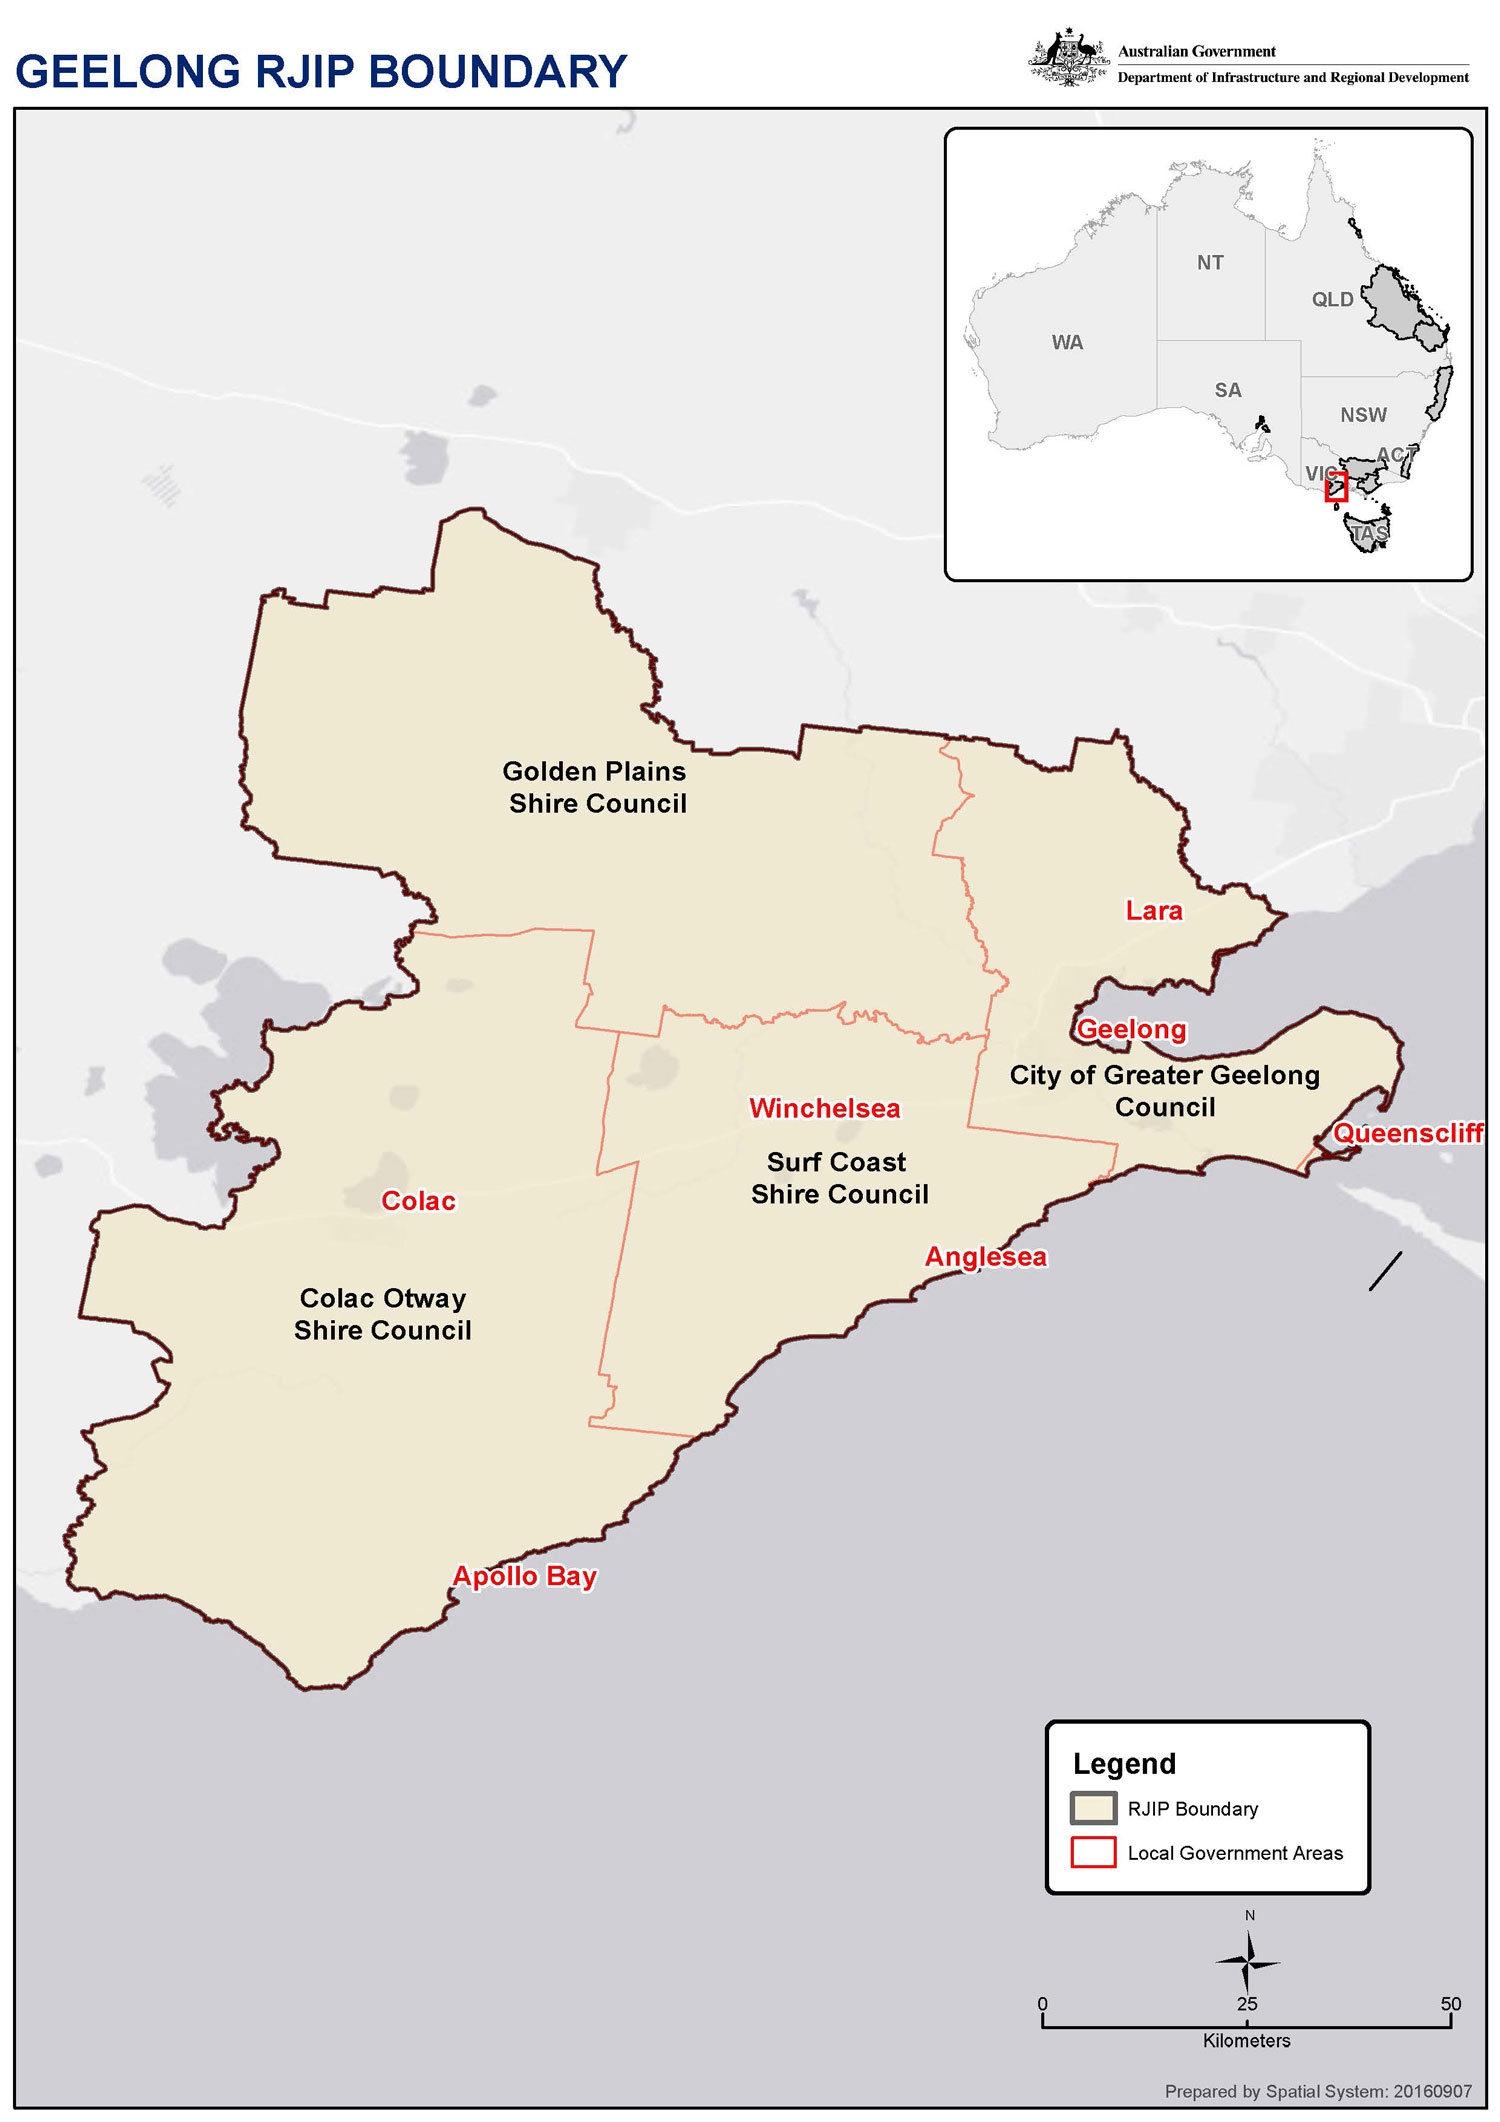 GEELONG RJIP BOUNDARY
Australian Government
Department of Infrastructure and Regional Development
NT
QLD
WA
SA
NSW
ACT
VIC
TAS
Golden Plains
Shire Council
Lara
Geelong
City of Greater Geelong
Council
Winchelsea
Queenscliff
Surf Coast
Shire Council
Colac
Anglesea
Colac Otway
Shire Council
Apollo Bay
Legend
RJIP Boundary
Local Government Areas
N
0 25 50
Kilometers
Prepared by Spatial System: 20160907